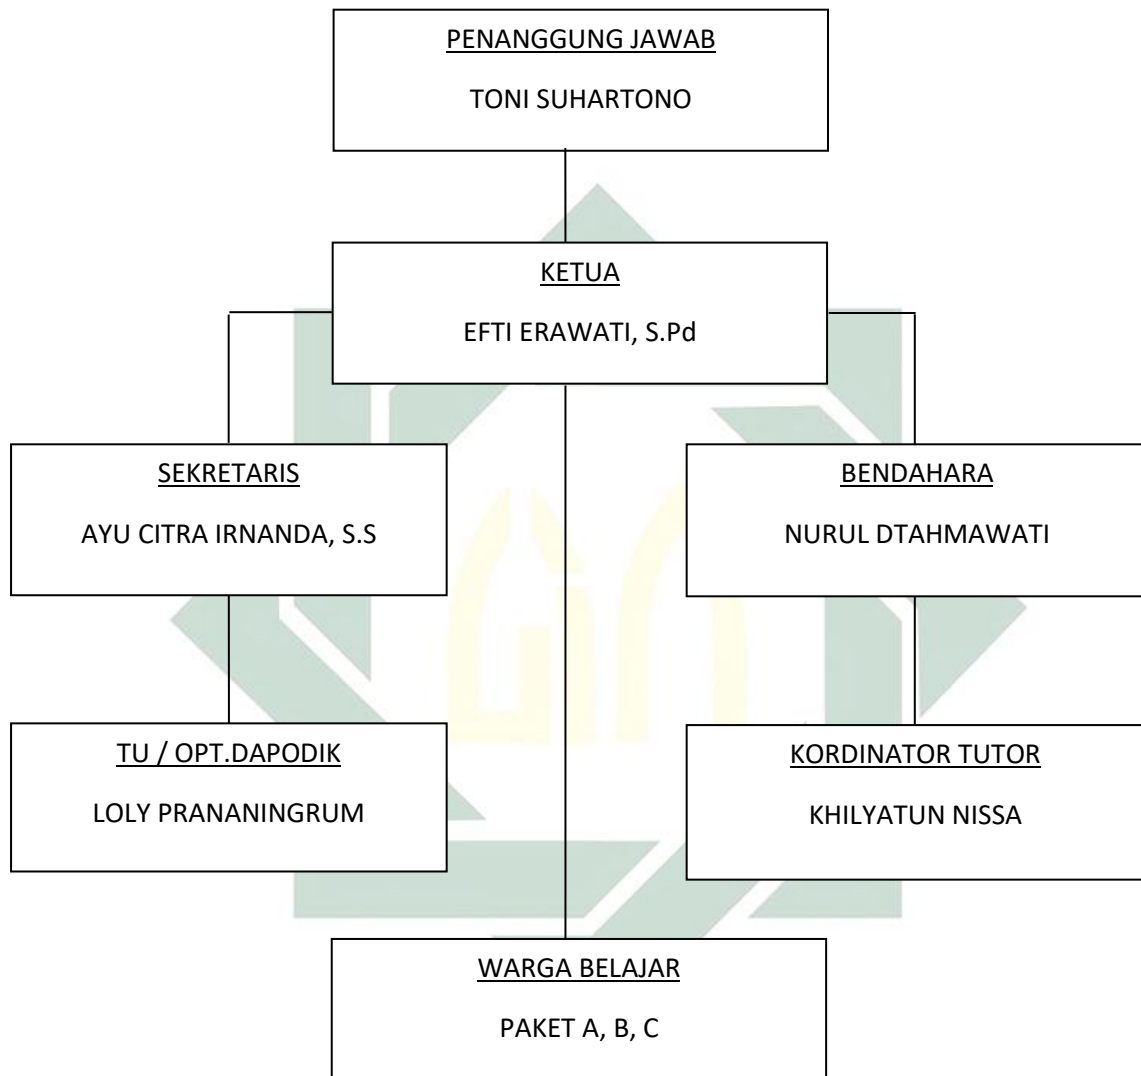 PENANGGUNG JAWAB
TONI SUHARTONO
KETUA
EFTI ERAWATI, S.Pd
SEKRETARIS
AYU CITRA IRNANDA, S.S
BENDAHARA
NURUL DTAHMAWATI
TU / OPT.DAPODIK
LOLY PRANANINGRUM
KORDINATOR TUTOR
KHILYATUN NISSA
WARGA BELAJAR
PAKET A, B, C